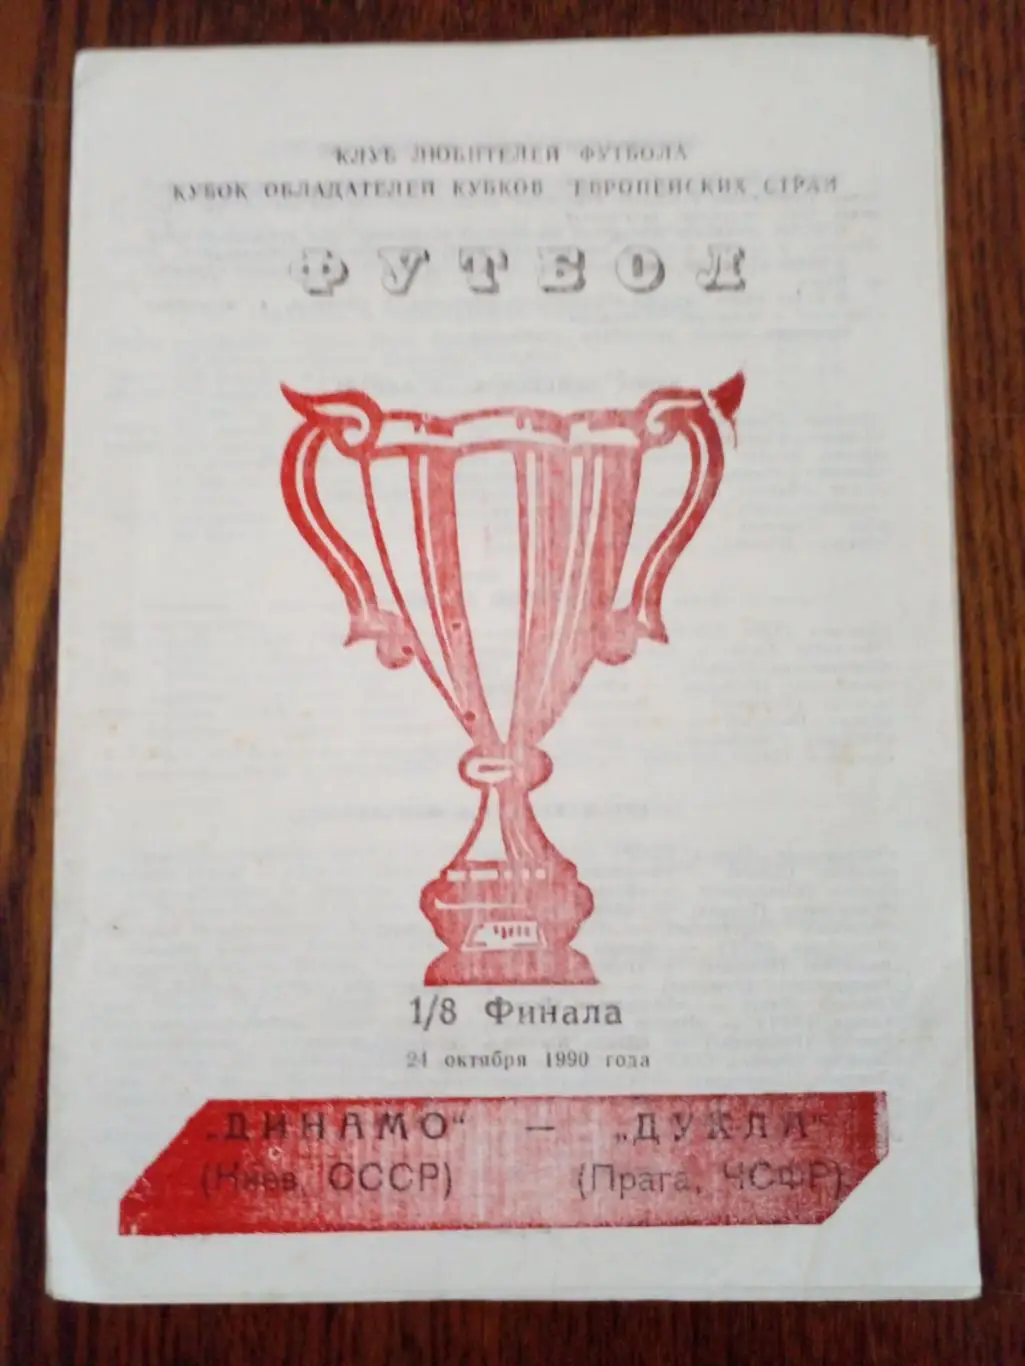 КЛУБ ЛЮБИТЕЛЕЙ ФУТБОЛА
КУБОК ОБЛАДАТЕЛЕЙ КУБКОВ ЕВРОПЕЙСКИХ СТРАН
ФУТБОЛ
1/8 Финала
24 октября 1990 года
„ДИНАМО“ — „ДУКЛА“
(Киев, СССР) (Прага, ЧСФР)